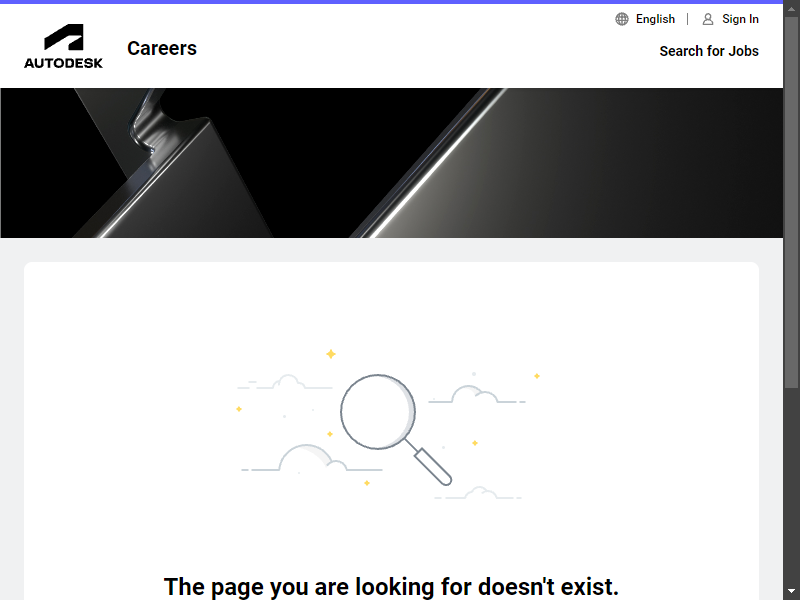 English
Sign In
AUTODESK
Careers
Search for Jobs
The page you are looking for doesn't exist.